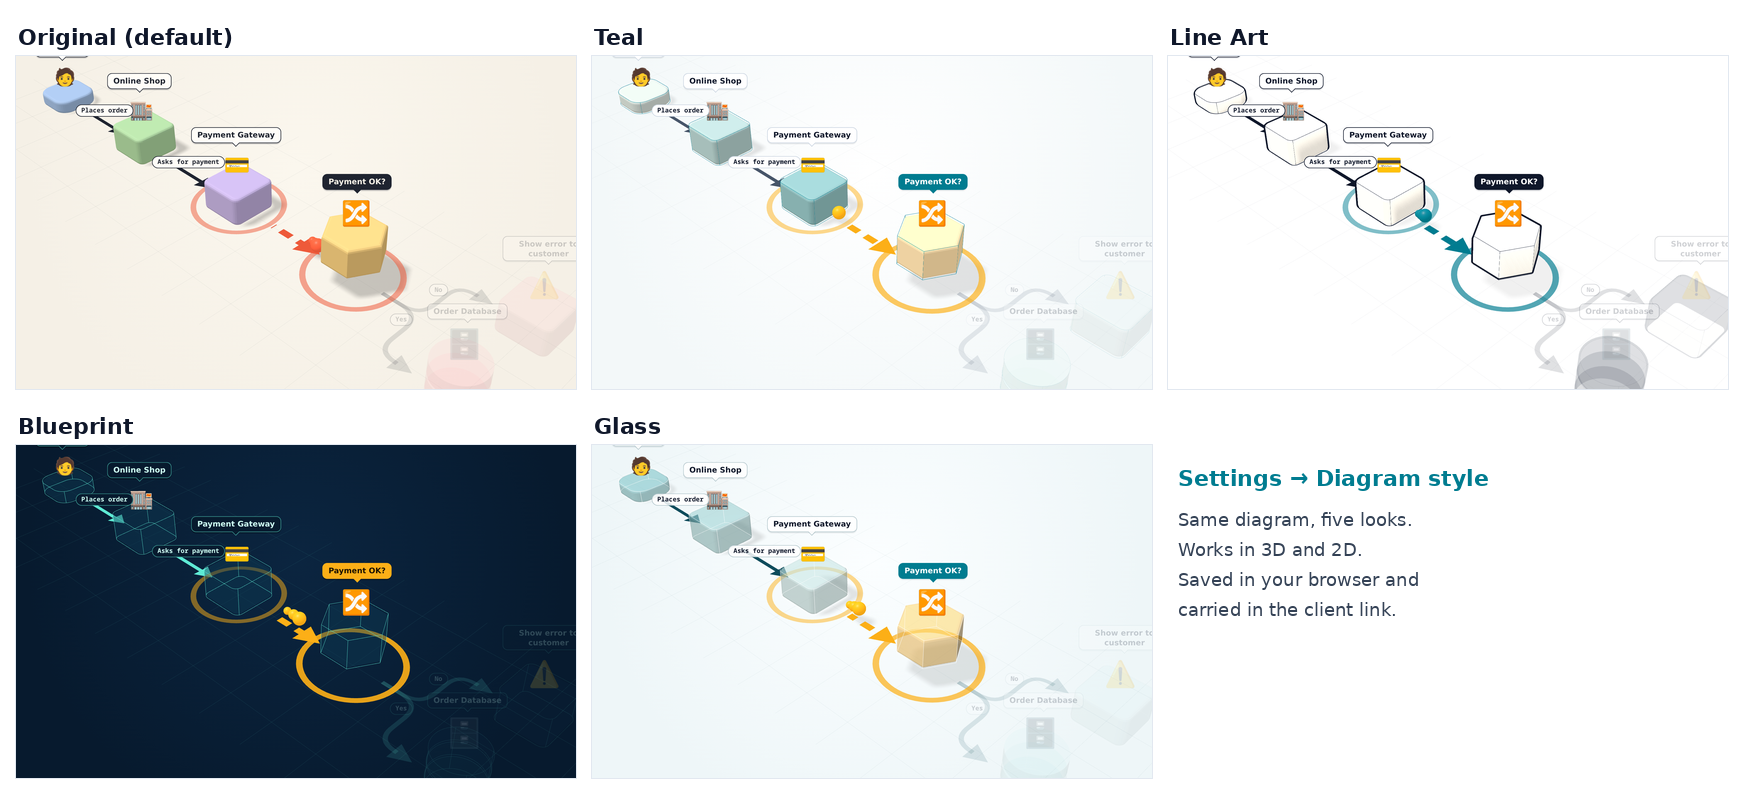 Original (default)
Online Shop
Places order
Payment Gateway
Asks for payment
Payment OK?
Show error to
customer
No
Order Database
Yes
Teal
Online Shop
Places order
Payment Gateway
Asks for payment
Payment OK?
Show error to
customer
No
Order Database
Yes
Line Art
Online Shop
Places order
Payment Gateway
Asks for payment
Payment OK?
Show error to
customer
No
Order Database
Yes
Blueprint
Online Shop
Places order
Payment Gateway
Asks for payment
Payment OK?
Show error to
customer
No
Order Database
Yes
Glass
Online Shop
Places order
Payment Gateway
Asks for payment
Payment OK?
Show error to
customer
No
Order Database
Yes
Settings → Diagram style
Same diagram, five looks.
Works in 3D and 2D.
Saved in your browser and
carried in the client link.